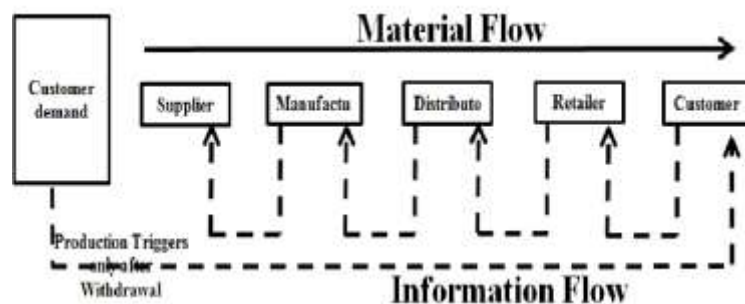 Material Flow
Customer
demand
Supplier
Manufactu
Distributo
Retailer
Customer
Production Triggers
only after
Withdrawal
Information Flow